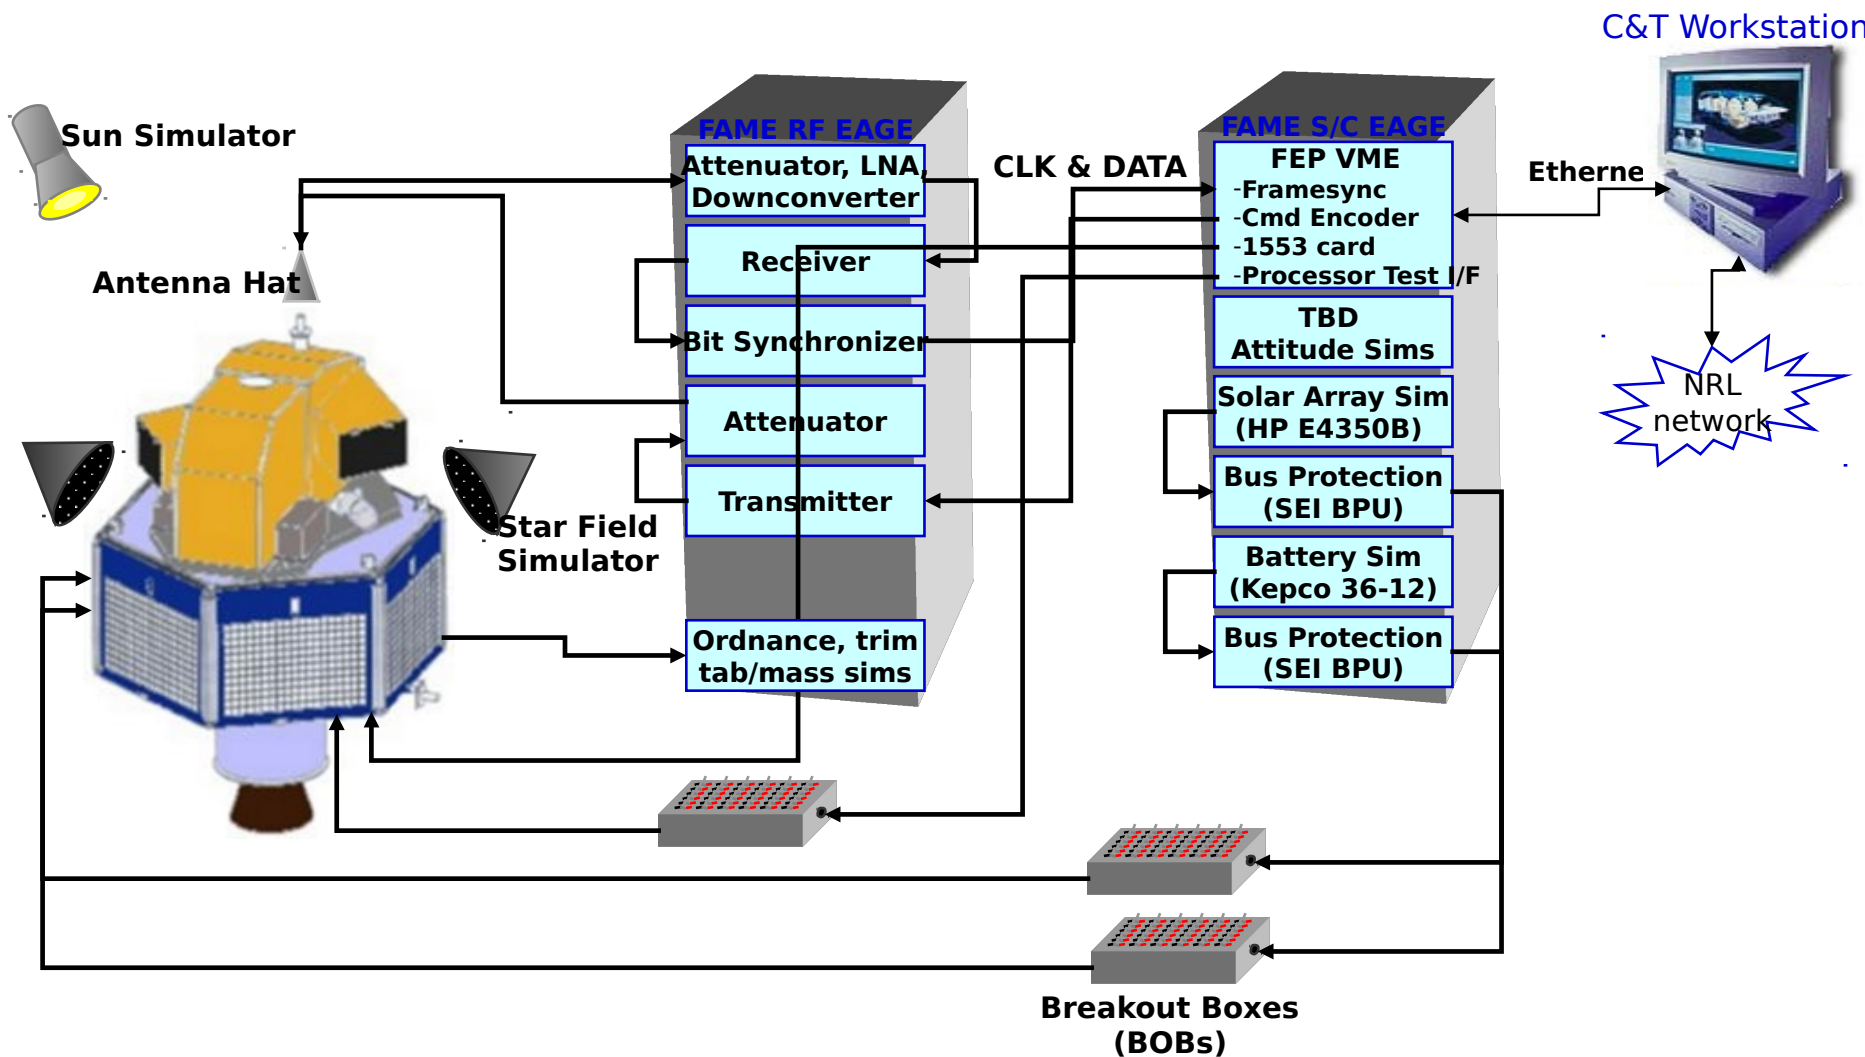 C&T Workstation
Sun Simulator
Antenna Hat
Star Field
Simulator
FAME RF EAGE
Attenuator, LNA,
Downconverter
Receiver
Bit Synchronizer
Attenuator
Transmitter
Ordnance, trim
tab/mass sims
CLK & DATA
FAME S/C EAGE
FEP VME
-Framesync
-Cmd Encoder
-1553 card
-Processor Test I/F
TBD
Attitude Sims
Solar Array Sim
(HP E4350B)
Bus Protection
(SEI BPU)
Battery Sim
(Kepco 36-12)
Bus Protection
(SEI BPU)
Etherne
NRL
network
Breakout Boxes
(BOBs)